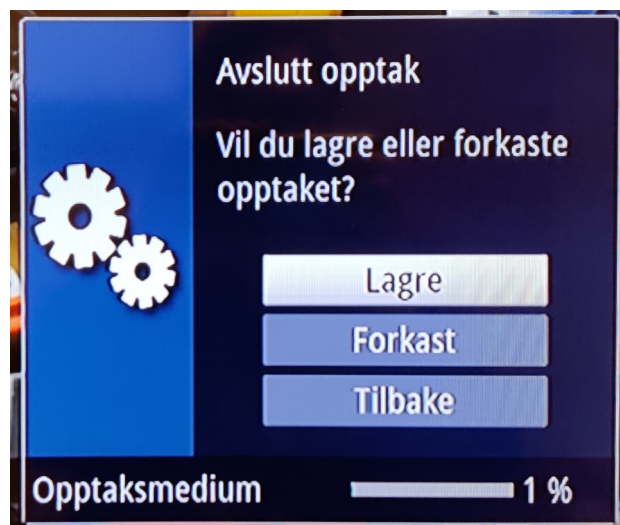 Avslutt opptak
Vil du lagre eller forkaste
opptaket?
Lagre
Forkast
Tilbake
Opptaksmedium 1 %